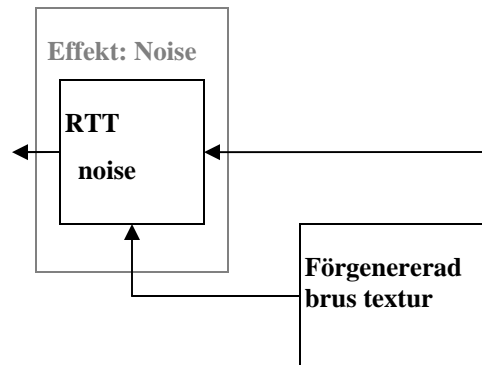 Effekt: Noise
RTT
noise
Förgenererad
brus textur